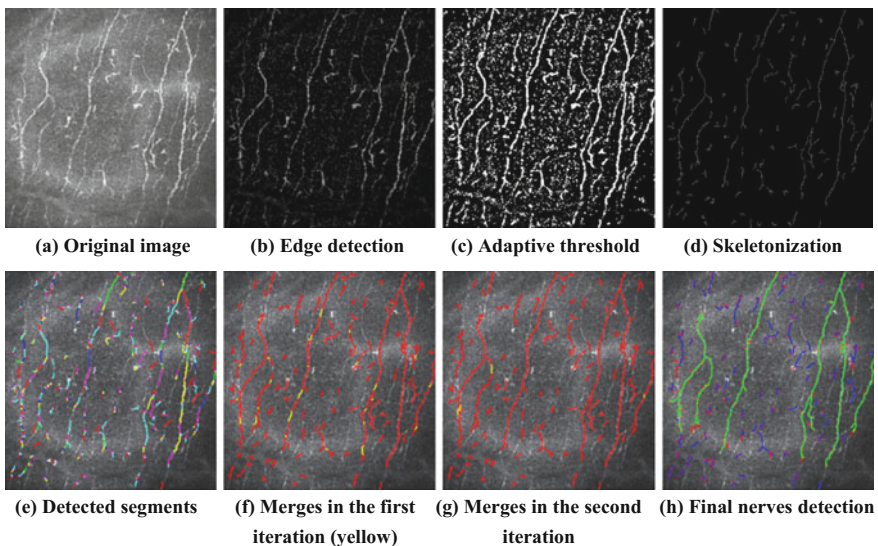 (a) Original image
(b) Edge detection
(c) Adaptive threshold
(d) Skeletonization
(e) Detected segments
(f) Merges in the first
iteration (yellow)
(g) Merges in the second
iteration
(h) Final nerves detection